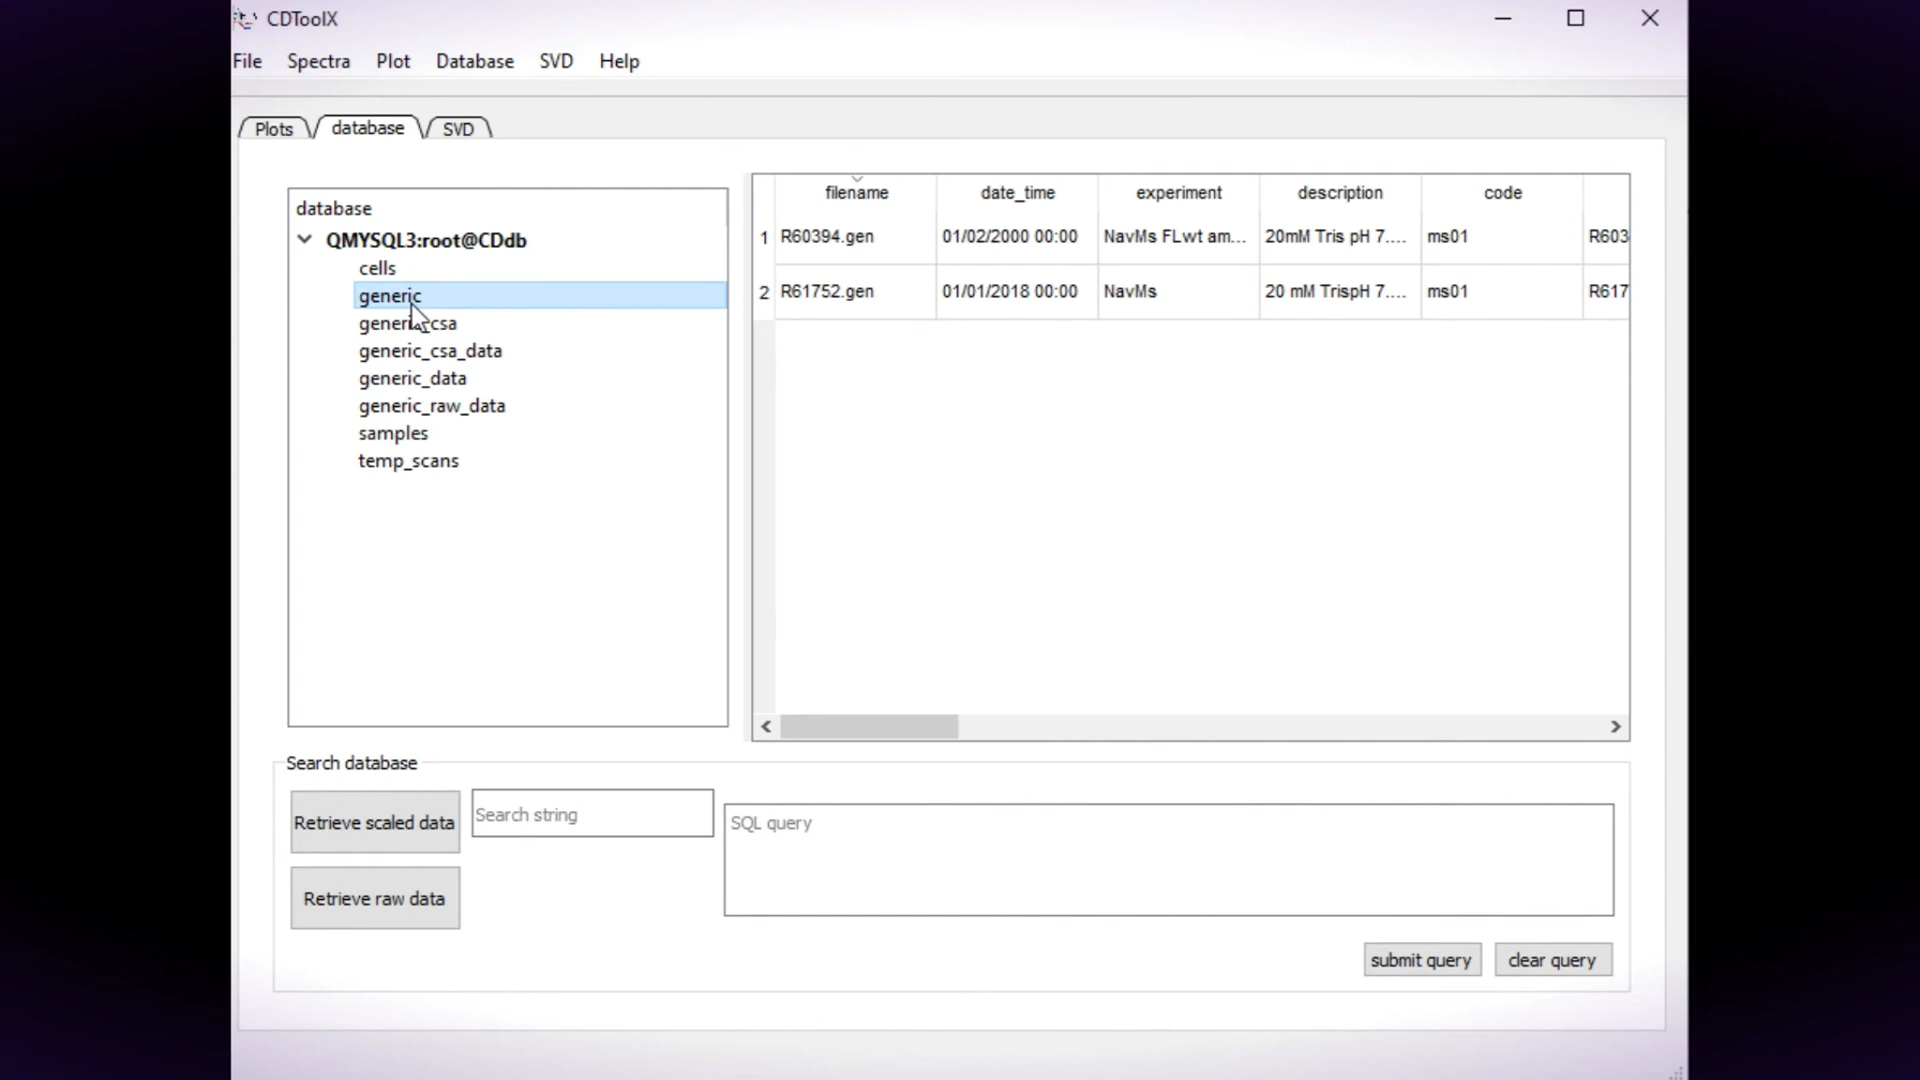 CDToolX
File Spectra Plot Database SVD Help
Plots database SVD
database
QMYSQL3:root@CDdb
cells
generic
generic_csa
generic_csa_data
generic_data
generic_raw_data
samples
temp_scans
filename date_time experiment description code
1 R60394.gen 01/02/2000 00:00 NavMs FLwt am... 20mM Tris pH 7.... ms01 R603
2 R61752.gen 01/01/2018 00:00 NavMs 20 mM TrispH 7.... ms01 R617
Search database
Retrieve scaled data Search string SQL query
Retrieve raw data
submit query clear query